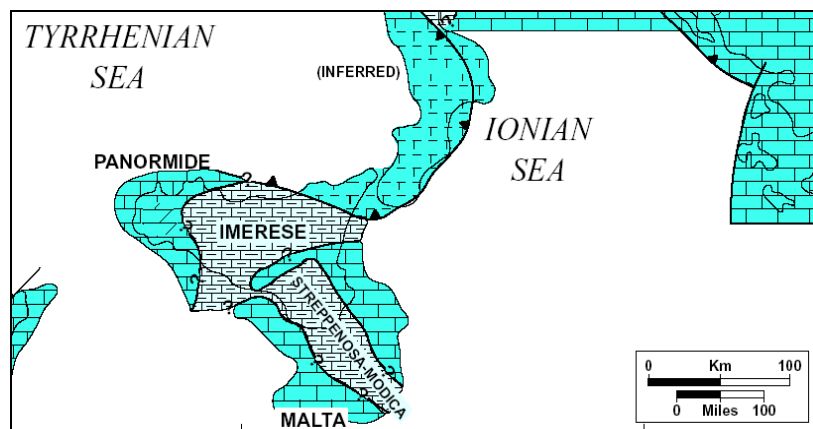 TYRRHENIAN
SEA
(INFERRED)
IONIAN
SEA
PANORMIDE
?
?
IMERESE
?
?
?
?
STREPPENOSA-MODICA
?
?
?
MALTA
0 Km 100
0 Miles 100